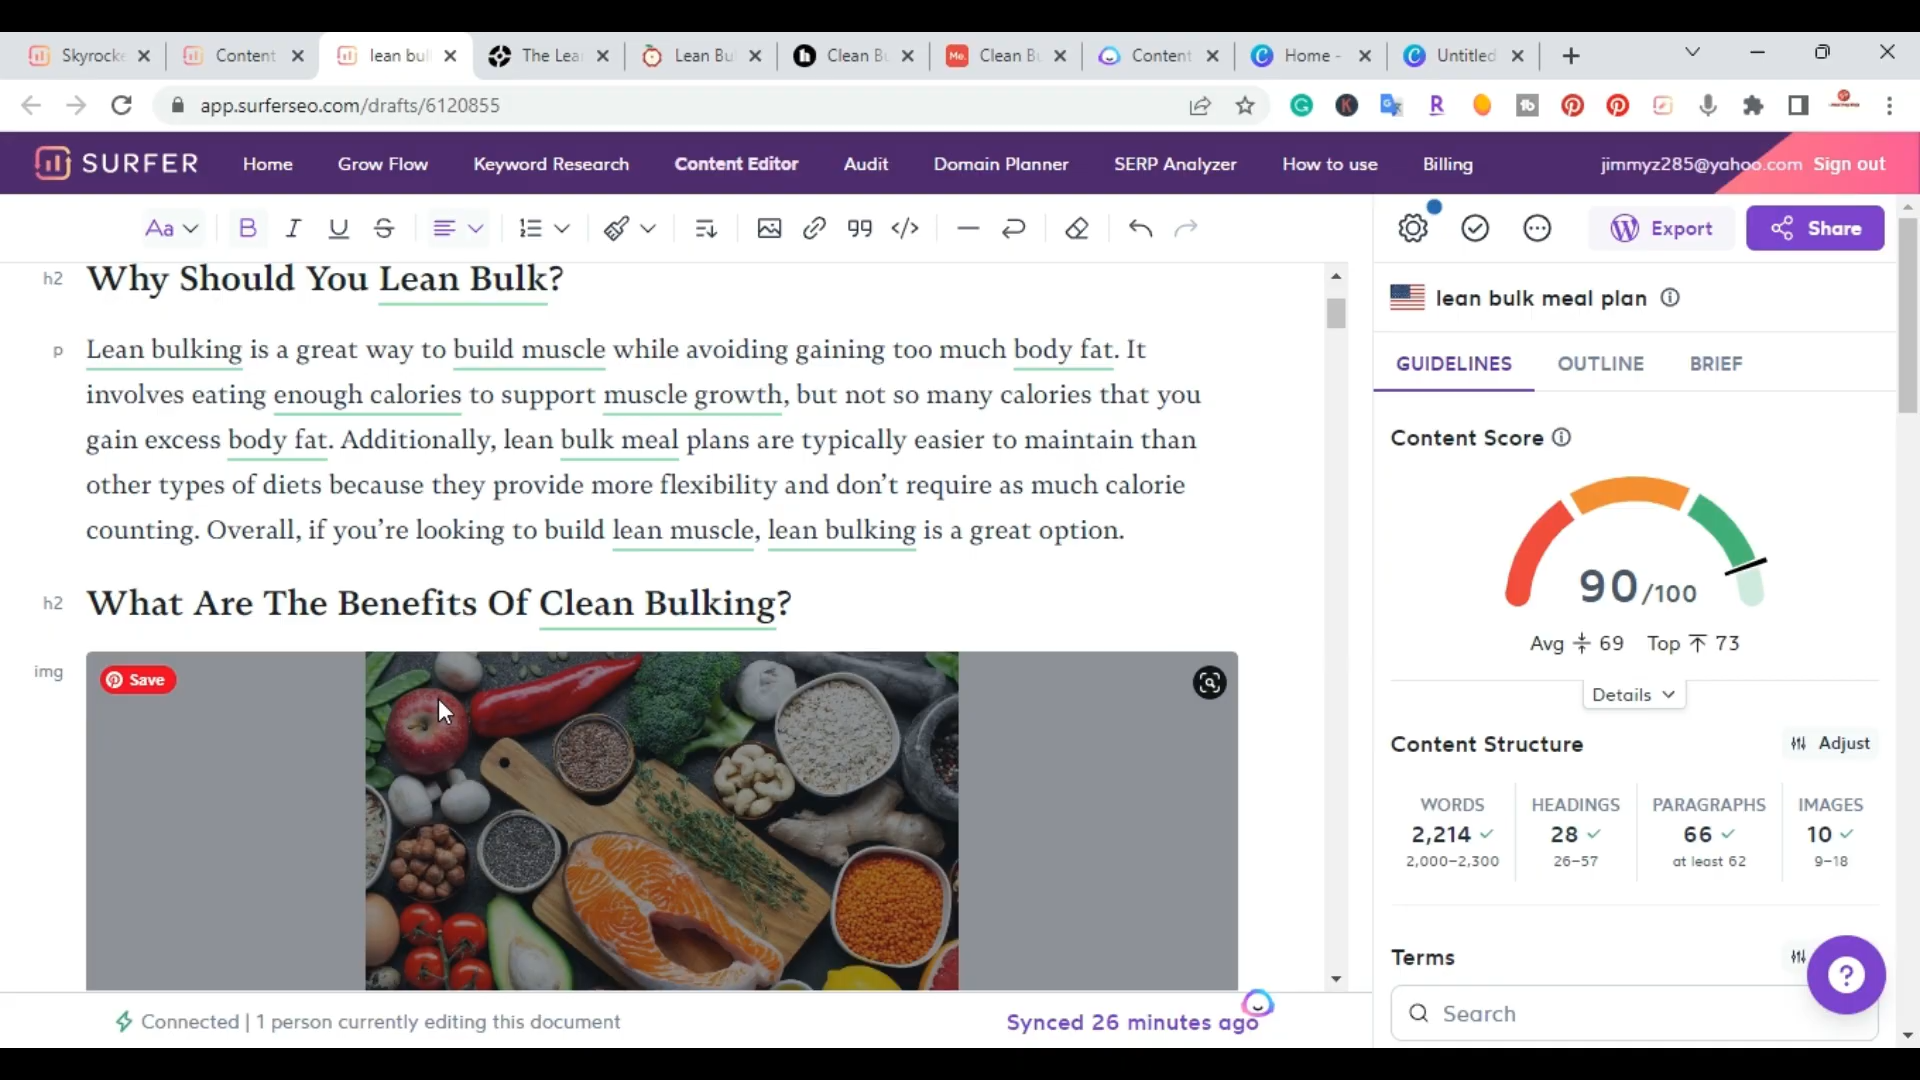 Skyrocke
Content
lean bul
The Lea
Lean Bu
Clean B
Me.
Clean B
Content
Home -
Untitled
app.surferseo.com/drafts/6120855
SURFER
Home
Grow Flow
Keyword Research
Content Editor
Audit
Domain Planner
SERP Analyzer
How to use
Billing
jimmyz285@yahoo.com
Sign out
Aa
B
I
U
S
Export
Share
h2
Why Should You Lean Bulk?
p
Lean bulking is a great way to build muscle while avoiding gaining too much body fat. It
involves eating enough calories to support muscle growth, but not so many calories that you
gain excess body fat. Additionally, lean bulk meal plans are typically easier to maintain than
other types of diets because they provide more flexibility and don’t require as much calorie
counting. Overall, if you’re looking to build lean muscle, lean bulking is a great option.
h2
What Are The Benefits Of Clean Bulking?
img
Save
Connected | 1 person currently editing this document
Synced 26 minutes ago
lean bulk meal plan
GUIDELINES
OUTLINE
BRIEF
Content Score
90/100
Avg 69 Top 73
Details
Content Structure
Adjust
WORDS
2,214
2,000–2,300
HEADINGS
28
26–57
PARAGRAPHS
66
at least 62
IMAGES
10
9–18
Terms
Search
?